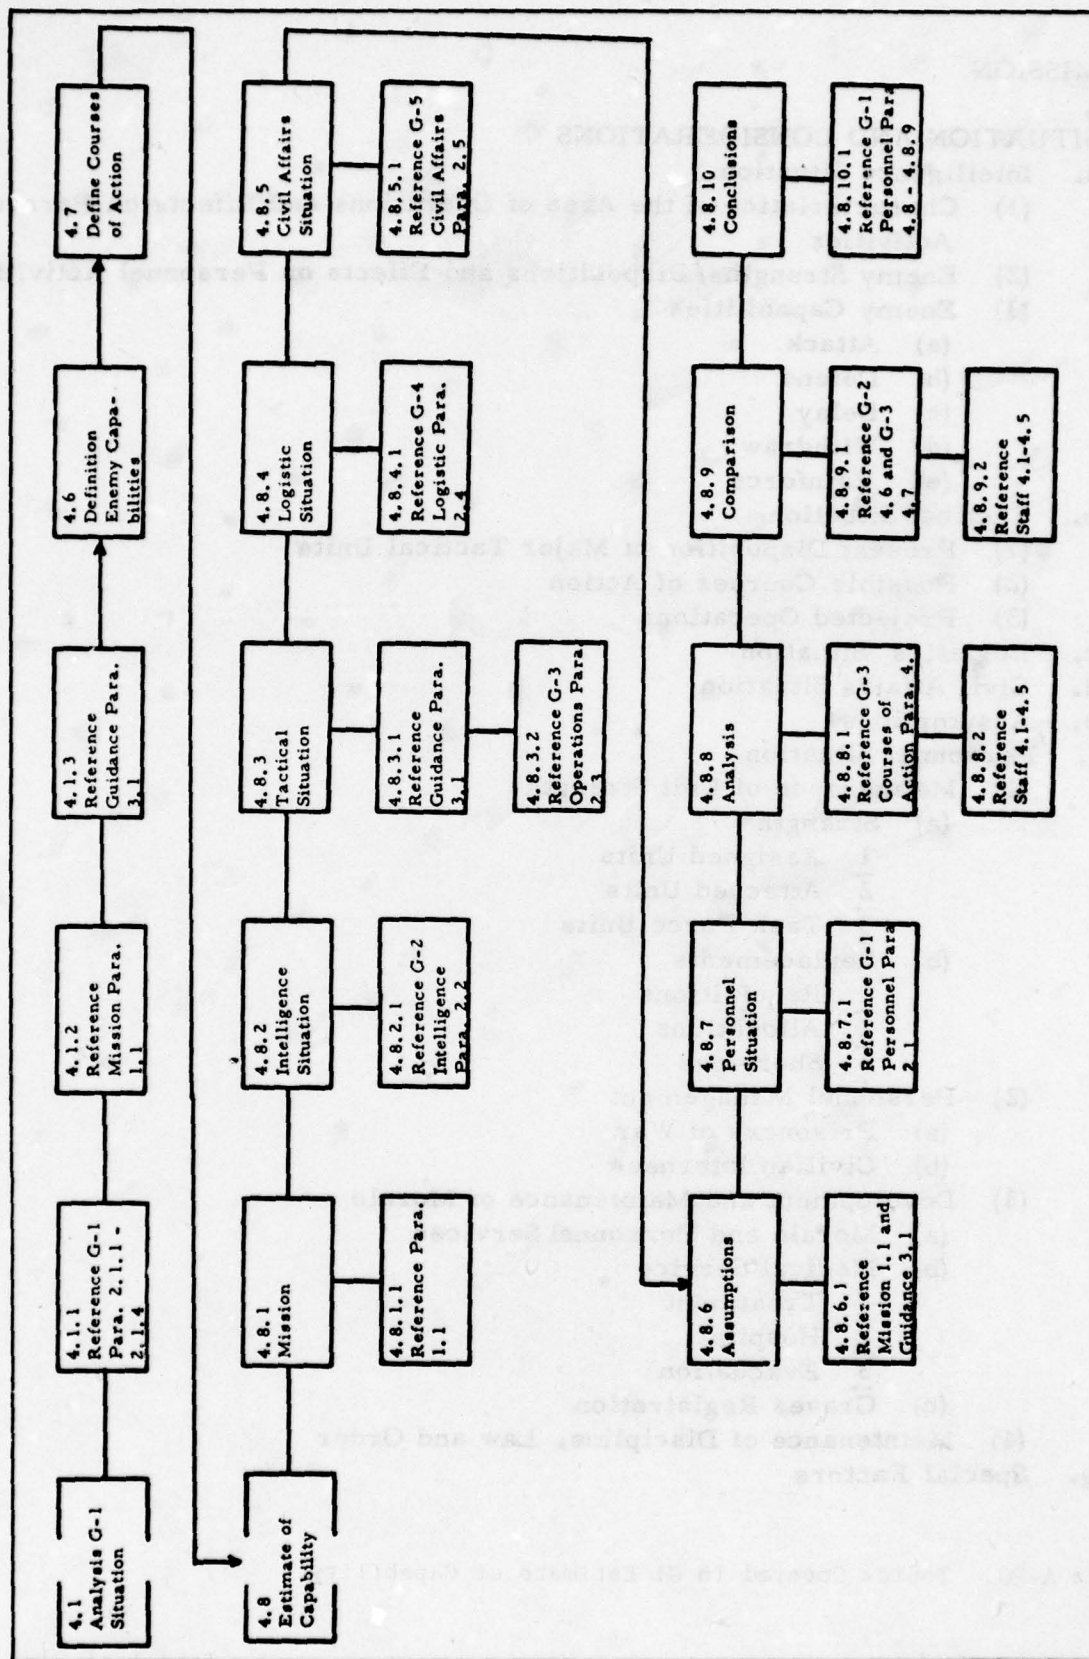 4.1
Analysis G-1
Situation
4.1.1
Reference G-1
Para. 2.1.1 -
2.1.4
4.1.2
Reference
Mission Para.
1.1
4.1.3
Reference
Guidance Para.
3.1
4.6
Definition
Enemy Capa-
bilities
4.7
Define Courses
of Action
4.8
Estimate of
Capability
4.8.1
Mission
4.8.1.1
Reference Para.
1.1
4.8.2
Intelligence
Situation
4.8.2.1
Reference G-2
Intelligence
Para. 2.2
4.8.3
Tactical
Situation
4.8.3.1
Reference
Guidance Para.
3.1
4.8.3.2
Reference G-3
Operations Para.
2.3
4.8.4
Logistic
Situation
4.8.4.1
Reference G-4
Logistic Para.
2.4
4.8.5
Civil Affairs
Situation
4.8.5.1
Reference G-5
Civil Affairs
Para. 2.5
4.8.6
Assumptions
4.8.6.1
Reference
Mission 1.1 and
Guidance 3.1
4.8.7
Personnel
Situation
4.8.7.1
Reference G-1
Personnel Para
2.1
4.8.8
Analysis
4.8.8.1
Reference G-3
Courses of
Action Para. 4.
4.8.8.2
Reference
Staff 4.1-4.5
4.8.9
Comparison
4.8.9.1
Reference G-2
4.6 and G-3
4.7
4.8.9.2
Reference
Staff 4.1-4.5
4.8.10
Conclusions
4.8.10.1
Reference G-1
Personnel Para
4.8.1-4.8.9